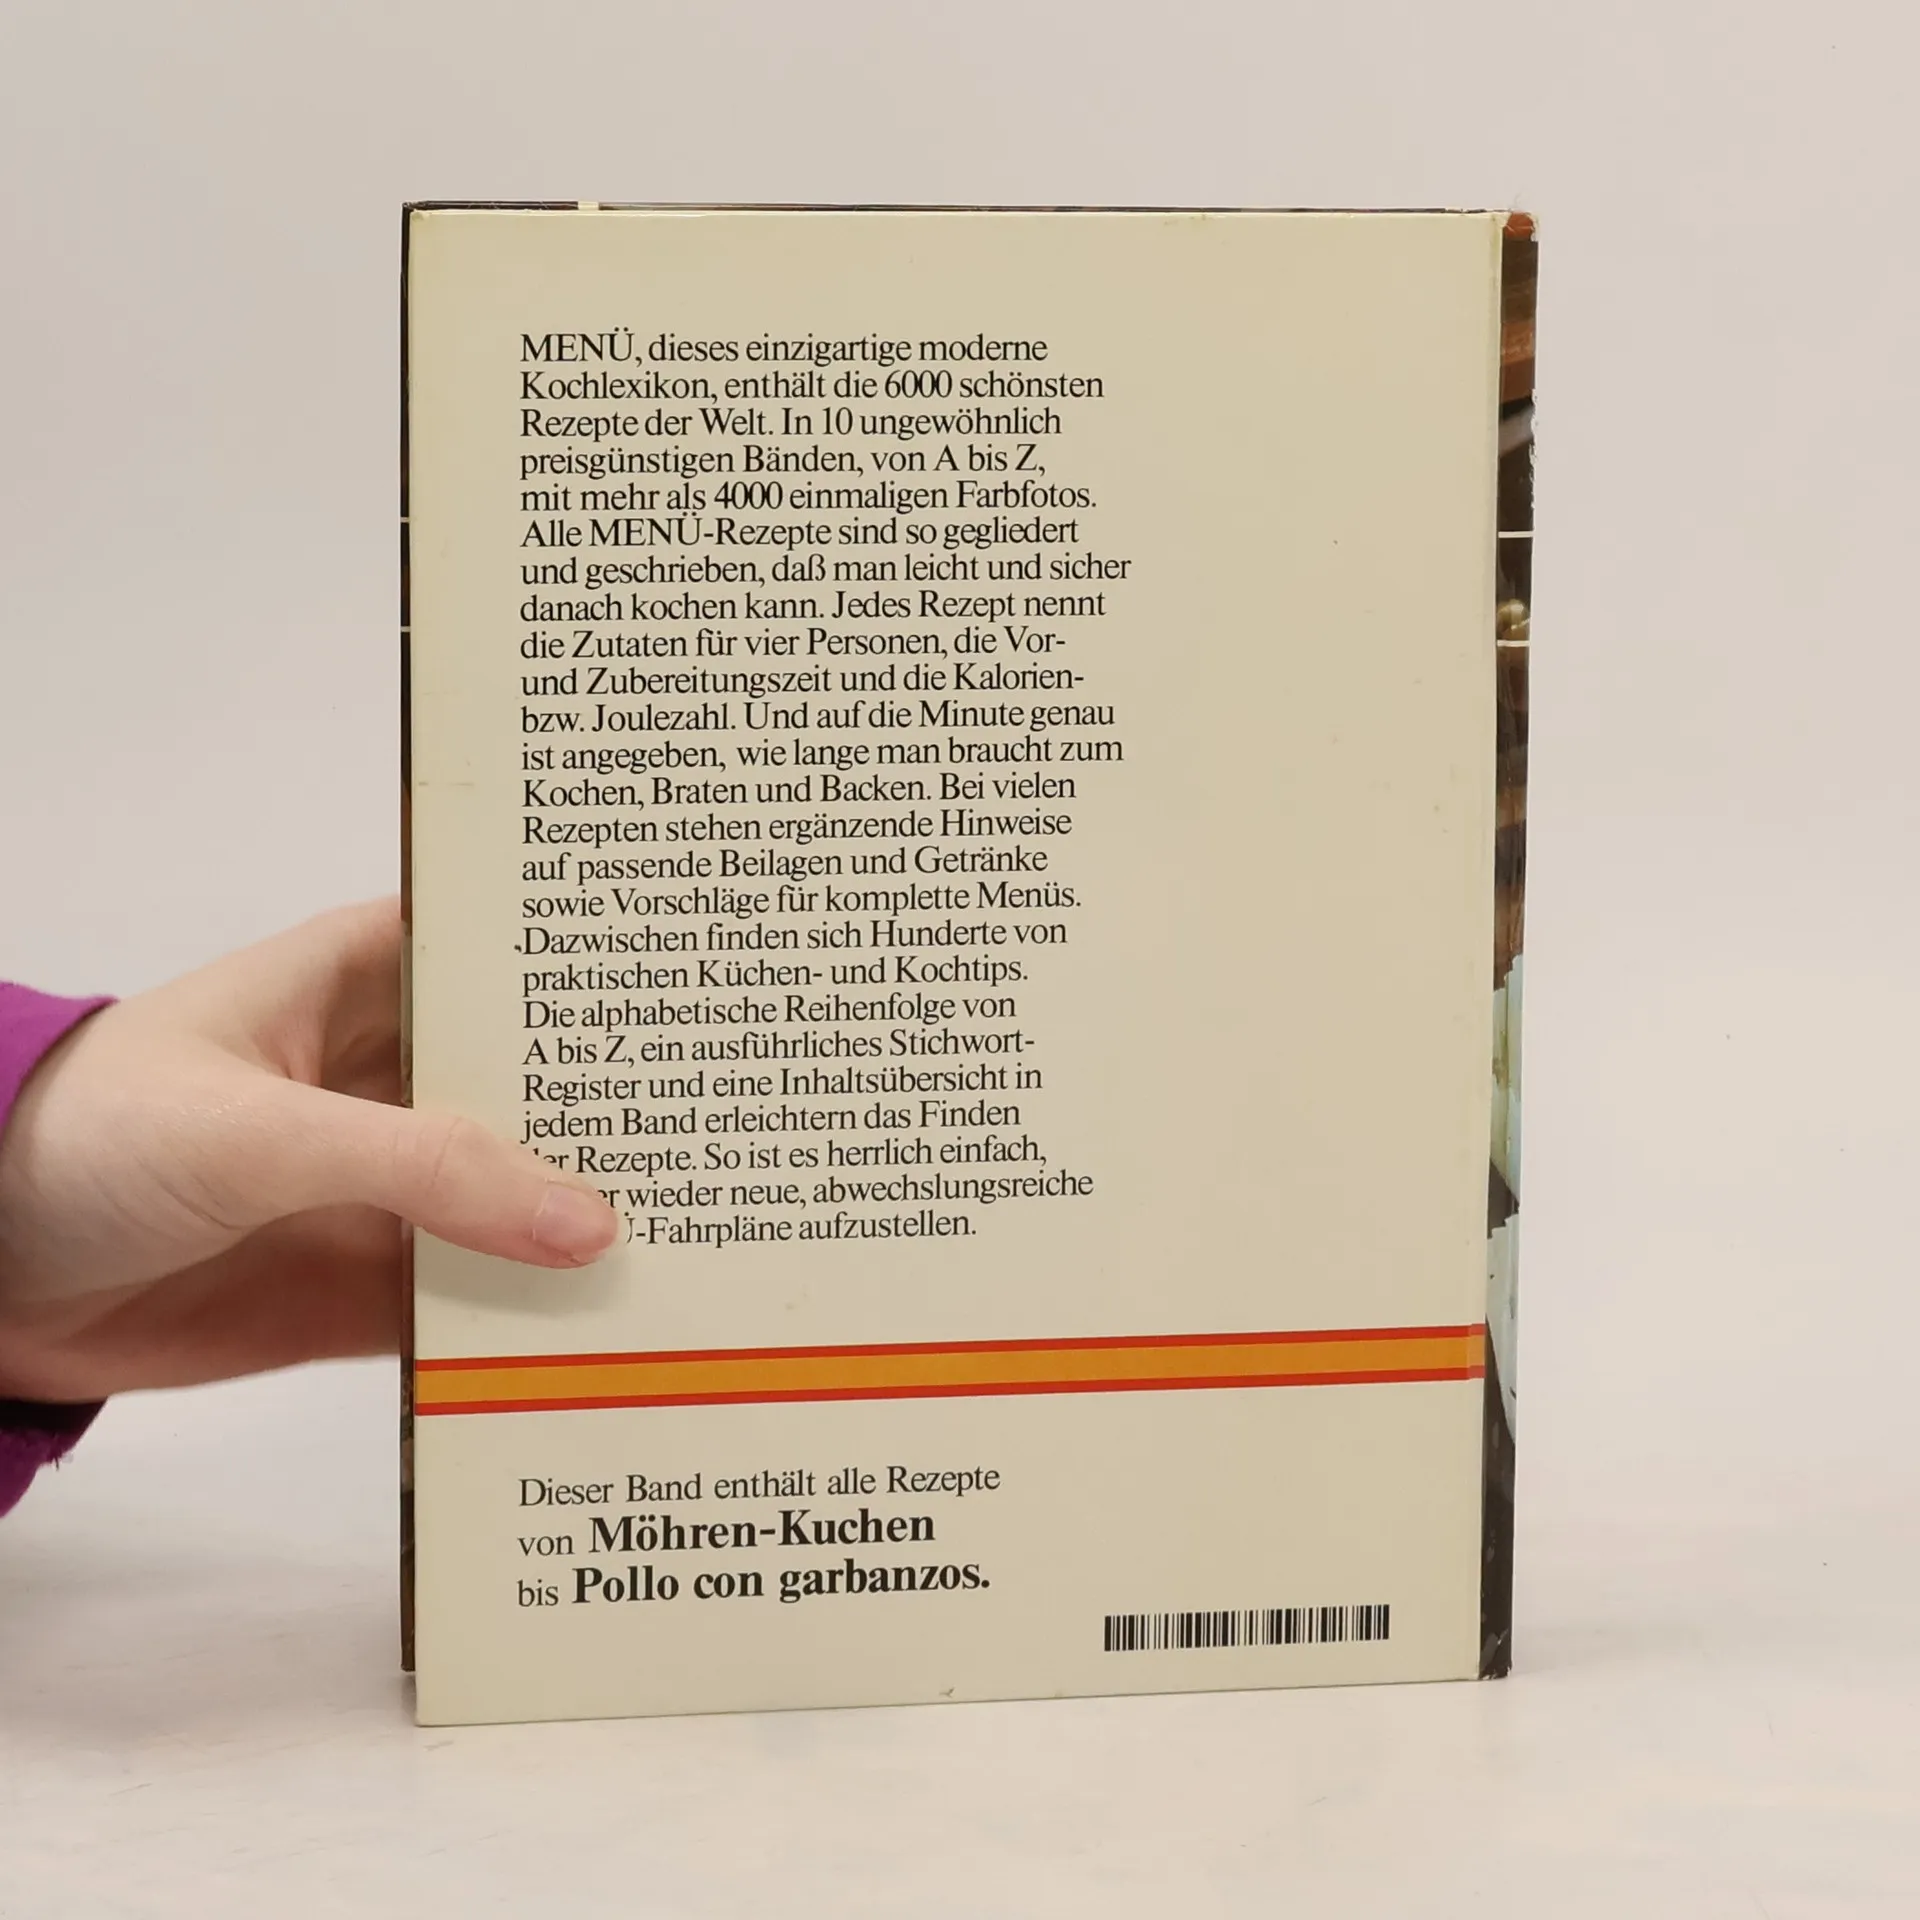 MENÜ, dieses einzigartige moderne
Kochlexikon, enthält die 6000 schönsten
Rezepte der Welt. In 10 ungewöhnlich
preisgünstigen Bänden, von A bis Z,
mit mehr als 4000 einmaligen Farbfotos.
Alle MENÜ-Rezepte sind so gegliedert
und geschrieben, daß man leicht und sicher
danach kochen kann. Jedes Rezept nennt
die Zutaten für vier Personen, die Vor-
und Zubereitungszeit und die Kalorien-
bzw. Joulezahl. Und auf die Minute genau
ist angegeben, wie lange man braucht zum
Kochen, Braten und Backen. Bei vielen
Rezepten stehen ergänzende Hinweise
auf passende Beilagen und Getränke
sowie Vorschläge für komplette Menüs.
Dazwischen finden sich Hunderte von
praktischen Küchen- und Kochtips.
Die alphabetische Reihenfolge von
A bis Z, ein ausführliches Stichwort-
Register und eine Inhaltsübersicht in
jedem Band erleichtern das Finden
Rezepte. So ist es herrlich einfach,
wieder neue, abwechslungsreiche
-Fahrpläne aufzustellen.
Dieser Band enthält alle Rezepte
von Möhren-Kuchen
bis Pollo con garbanzos.